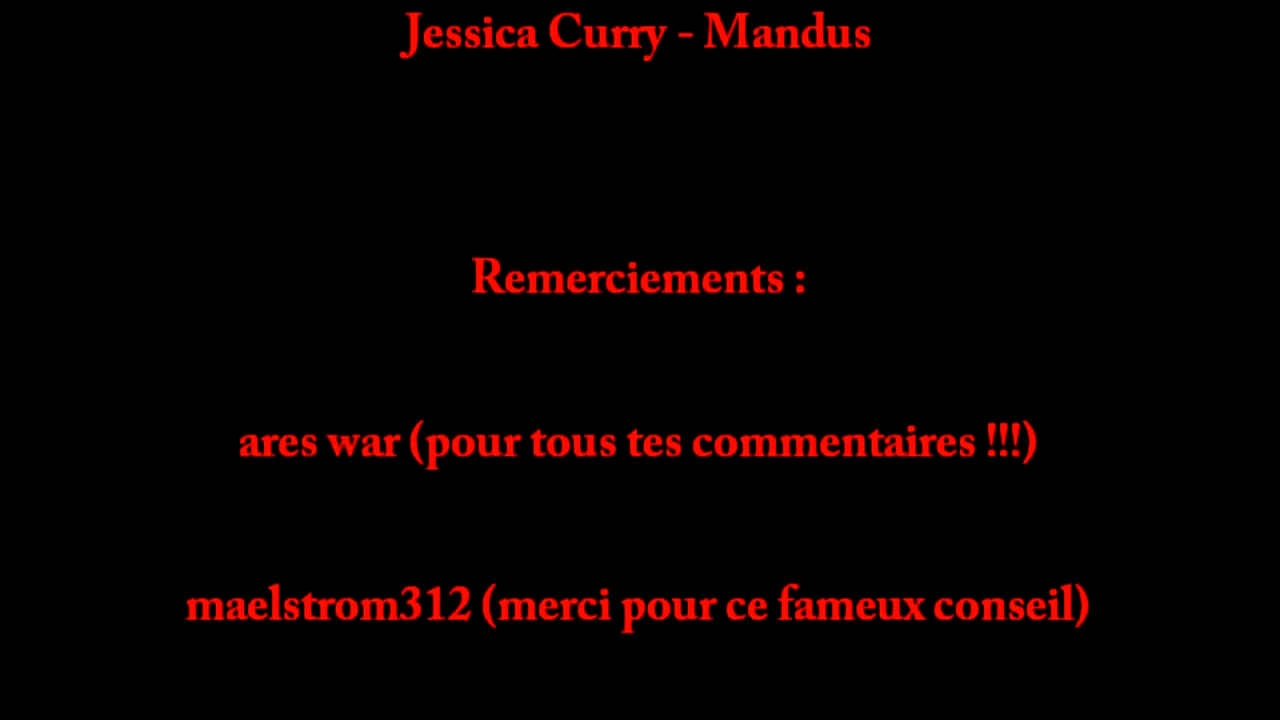 Jessica Curry - Mandus
Remerciements :
ares war (pour tous tes commentaires !!!)
maelstrom312 (merci pour ce fameux conseil)